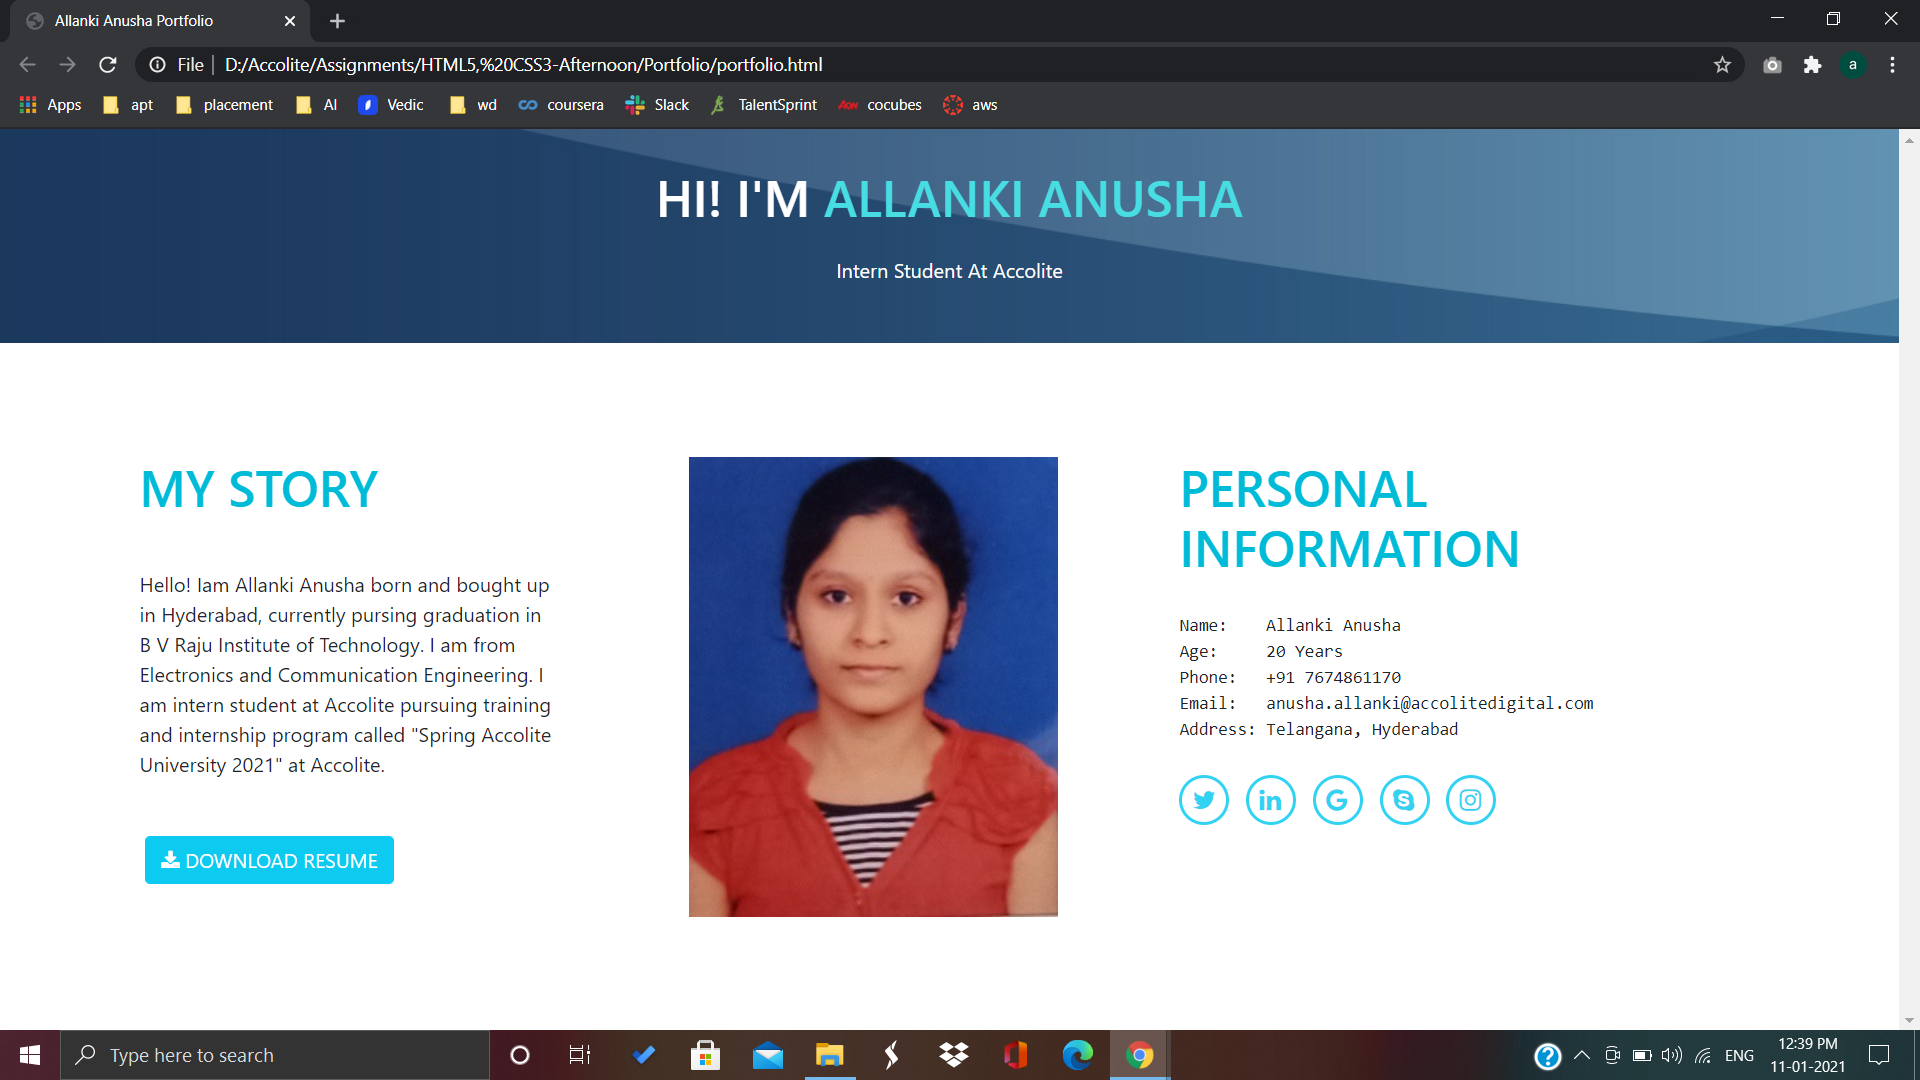 Allanki Anusha Portfolio
File | D:/Accolite/Assignments/HTML5,%20CSS3-Afternoon/Portfolio/portfolio.html
a
Apps apt placement AI Vedic wd coursera Slack TalentSprint AON cocubes aws
HI! I'M ALLANKI ANUSHA
Intern Student At Accolite
MY STORY
Hello! Iam Allanki Anusha born and bought up
in Hyderabad, currently pursing graduation in
B V Raju Institute of Technology. I am from
Electronics and Communication Engineering. I
am intern student at Accolite pursuing training
and internship program called "Spring Accolite
University 2021" at Accolite.
DOWNLOAD RESUME
PERSONAL
INFORMATION
Name: Allanki Anusha
Age: 20 Years
Phone: +91 7674861170
Email: anusha.allanki@accolitedigital.com
Address: Telangana, Hyderabad
Type here to search
ENG
12:39 PM
11-01-2021